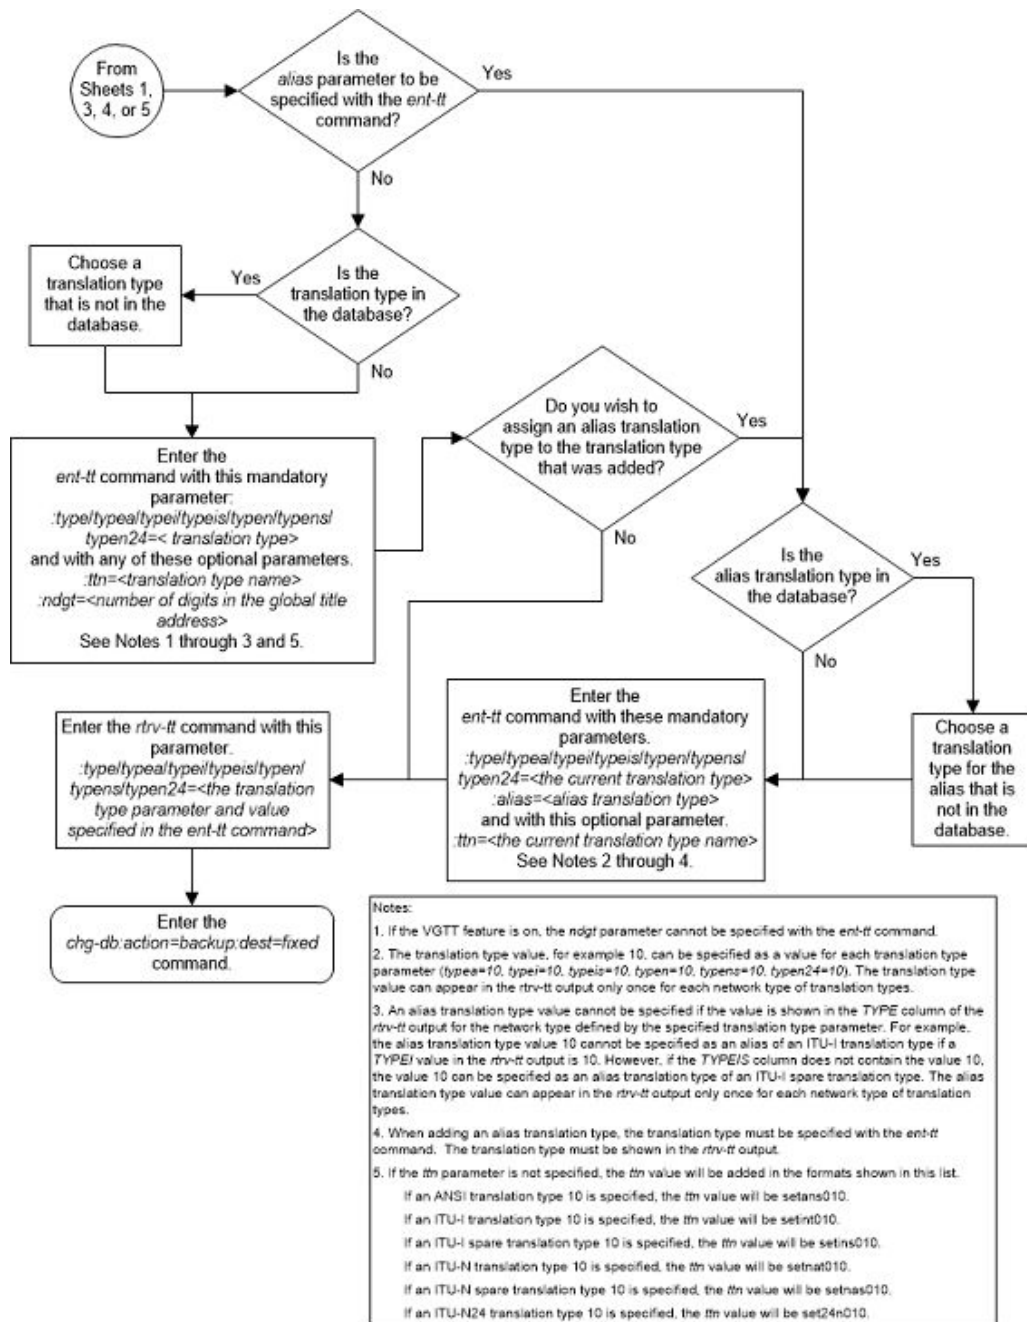 From
Sheets 1,
3, 4, or 5
Is the
alias parameter to be
specified with the ent-tt
command?
Yes
No
Is the
translation type in
the database?
Yes
No
Choose a
translation type
that is not in the
database.
Enter the
ent-tt command with this mandatory
parameter:
:type/typea/typei/typeis/typen/typens/
typen24=< translation type>
and with any of these optional parameters.
:ttn=<translation type name>
:ndgt=<number of digits in the global title
address>
See Notes 1 through 3 and 5.
Do you wish to
assign an alias translation
type to the translation type
that was added?
Yes
No
Is the
alias translation type in
the database?
Yes
No
Choose a
translation
type for the
alias that is
not in the
database.
Enter the
ent-tt command with these mandatory
parameters.
:type/typea/typei/typeis/typen/typens/
typen24=<the current translation type>
:alias=<alias translation type>
and with this optional parameter.
:ttn=<the current translation type name>
See Notes 2 through 4.
Enter the rtrv-tt command with this
parameter.
:type/typea/typei/typeis/typen/
typens/typen24=<the translation
type parameter and value
specified in the ent-tt command>
Enter the
chg-db:action=backup:dest=fixed
command.
Notes:
1. If the VGTT feature is on, the ndgt parameter cannot be specified with the ent-tt command.
2. The translation type value, for example 10, can be specified as a value for each translation type
parameter (typea=10, typei=10, typeis=10, typen=10, typens=10, typen24=10). The translation type
value can appear in the rtrv-tt output only once for each network type of translation types.
3. An alias translation type value cannot be specified if the value is shown in the TYPE column of the
rtrv-tt output for the network type defined by the specified translation type parameter. For example,
the alias translation type value 10 cannot be specified as an alias of an ITU-I translation type if a
TYPEI value in the rtrv-tt output is 10. However, if the TYPEIS column does not contain the value 10,
the value 10 can be specified as an alias translation type of an ITU-I spare translation type. The alias
translation type value can appear in the rtrv-tt output only once for each network type of translation
types.
4. When adding an alias translation type, the translation type must be specified with the ent-tt
command. The translation type must be shown in the rtrv-tt output.
5. If the ttn parameter is not specified, the ttn value will be added in the formats shown in this list.
If an ANSI translation type 10 is specified, the ttn value will be setans010.
If an ITU-I translation type 10 is specified, the ttn value will be setint010.
If an ITU-I spare translation type 10 is specified, the ttn value will be setins010.
If an ITU-N translation type 10 is specified, the ttn value will be setnat010.
If an ITU-N spare translation type 10 is specified, the ttn value will be setnas010.
If an ITU-N24 translation type 10 is specified, the ttn value will be set24n010.